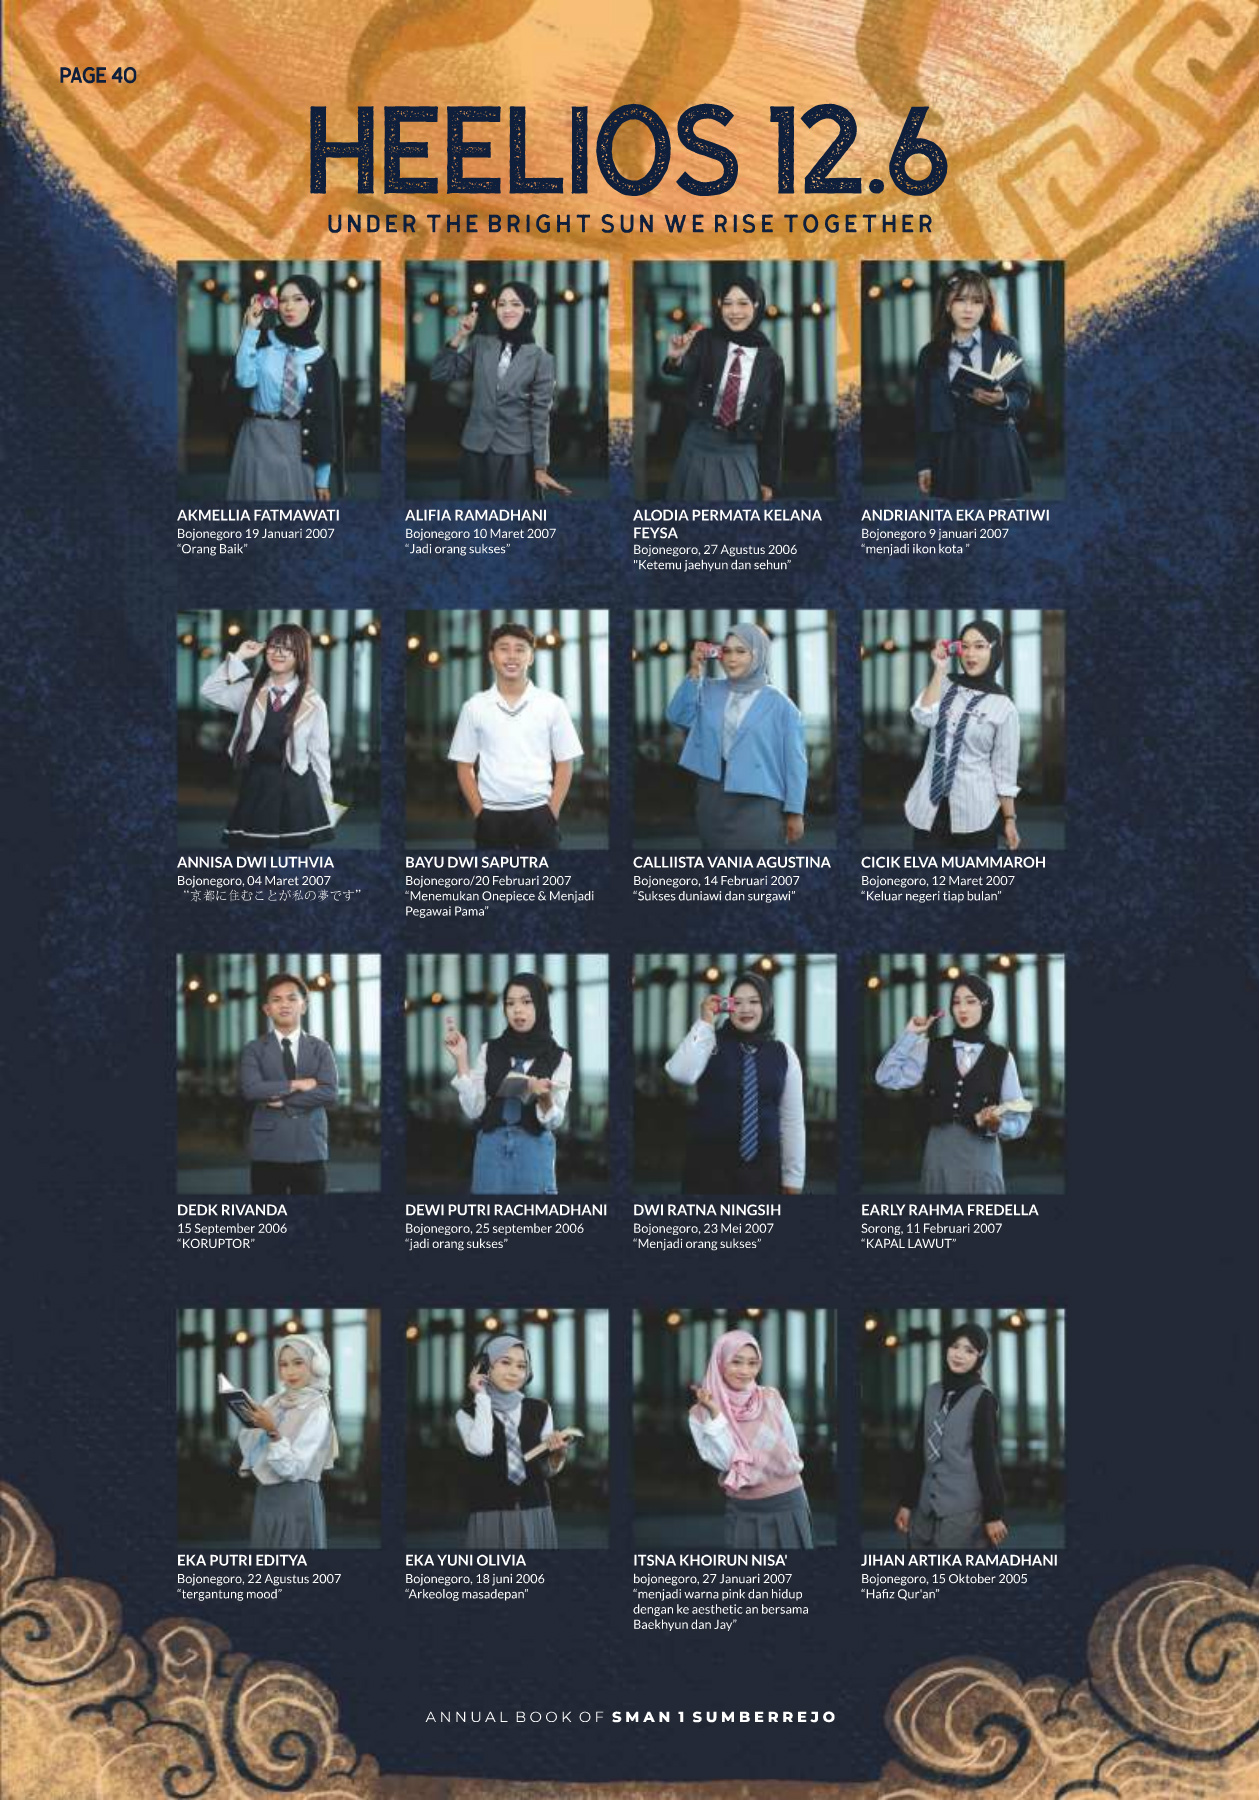 PAGE 40
HEELIOS 12.6
UNDER THE BRIGHT SUN WE RISE TOGETHER
AKMELLIA FATMAWATI
Bojonegoro 19 Januari 2007
“Orang Baik”
ALIFIA RAMADHANI
Bojonegoro 10 Maret 2007
“Jadi orang sukses”
ALODIA PERMATA KELANA
FEYSA
Bojonegoro, 27 Agustus 2006
"Ketemu jaehyun dan sehun”
ANDRIANITA EKA PRATIWI
Bojonegoro 9 januari 2007
“menjadi ikon kota ”
ANNISA DWI LUTHVIA
Bojonegoro, 04 Maret 2007
“京都に住むことが私の夢です”
BAYU DWI SAPUTRA
Bojonegoro/20 Februari 2007
“Menemukan Onepiece & Menjadi
Pegawai Pama”
CALLIISTA VANIA AGUSTINA
Bojonegoro, 14 Februari 2007
“Sukses duniawi dan surgawi”
CICIK ELVA MUAMMAROH
Bojonegoro, 12 Maret 2007
“Keluar negeri tiap bulan”
DEDK RIVANDA
15 September 2006
“KORUPTOR”
DEWI PUTRI RACHMADHANI
Bojonegoro, 25 september 2006
“jadi orang sukses”
DWI RATNA NINGSIH
Bojonegoro, 23 Mei 2007
“Menjadi orang sukses”
EARLY RAHMA FREDELLA
Sorong, 11 Februari 2007
“KAPAL LAWUT”
EKA PUTRI EDITYA
Bojonegoro, 22 Agustus 2007
“tergantung mood”
EKA YUNI OLIVIA
Bojonegoro, 18 juni 2006
“Arkeolog masadepan”
ITSNA KHOIRUN NISA'
bojonegoro, 27 Januari 2007
“menjadi warna pink dan hidup
dengan ke aesthetic an bersama
Baekhyun dan Jay”
JIHAN ARTIKA RAMADHANI
Bojonegoro, 15 Oktober 2005
“Hafiz Qur'an”
ANNUAL BOOK OF SMAN 1 SUMBERREJO